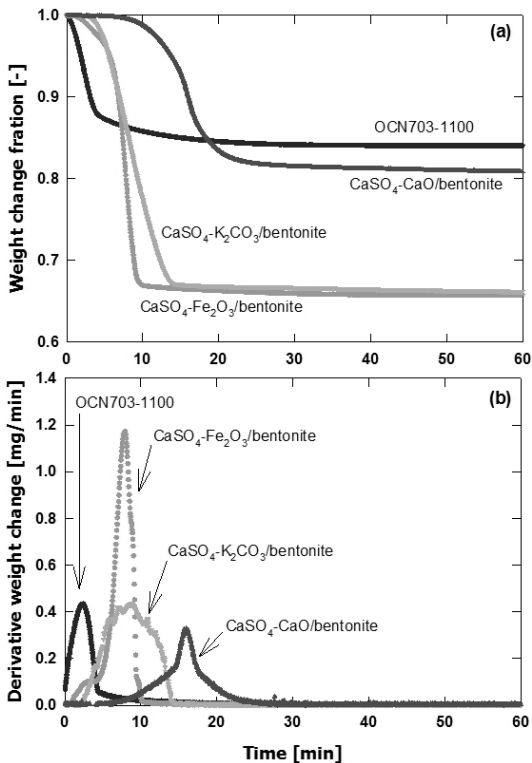 (a)
Weight change fration [-]
1.0
0.9
0.8
0.7
0.6
OCN703-1100
CaSO4-CaO/bentonite
CaSO4-K2CO3/bentonite
CaSO4-Fe2O3/bentonite
0 10 20 30 40 50 60
(b)
Derivative weight change [mg/min]
1.4
1.2
1.0
0.8
0.6
0.4
0.2
0.0
OCN703-1100
CaSO4-Fe2O3/bentonite
CaSO4-K2CO3/bentonite
CaSO4-CaO/bentonite
0 10 20 30 40 50 60
Time [min]